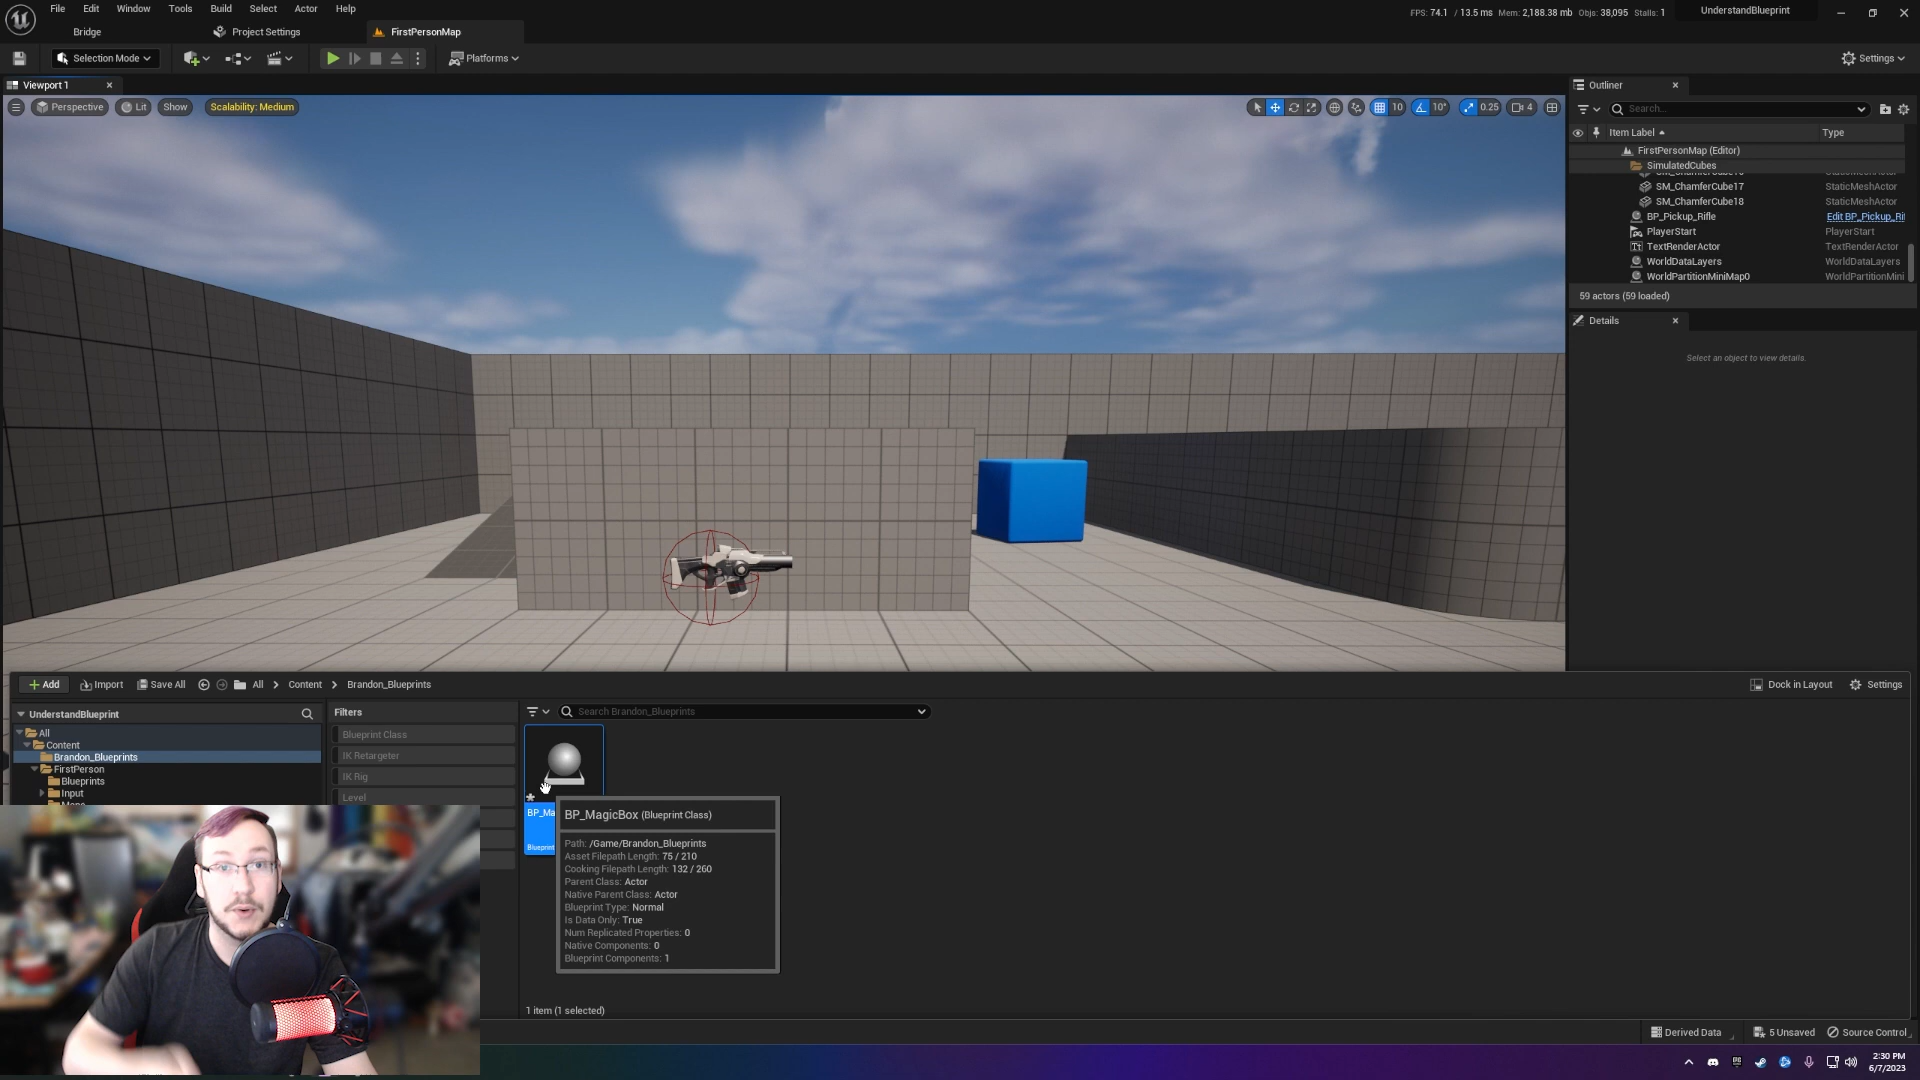 File Edit Window Tools Build Select Actor Help
FPS: 74.1 / 13.5 ms Mem: 2,188.38 mb Objs: 38,095 Stalls: 1
UnderstandBlueprint
Bridge
Project Settings
FirstPersonMap
Selection Mode
Platforms
Settings
Viewport 1
Perspective
Lit
Show
Scalability: Medium
10
10°
0.25
4
Outliner
Search...
Item Label
Type
FirstPersonMap (Editor)
SimulatedCubes
SM_ChamferCube17 StaticMeshActor
SM_ChamferCube18 StaticMeshActor
BP_Pickup_Rifle Edit BP_Pickup_Ri
PlayerStart PlayerStart
TextRenderActor TextRenderActor
WorldDataLayers WorldDataLayers
WorldPartitionMiniMap0 WorldPartitionMini
59 actors (59 loaded)
Details
Select an object to view details.
Add
Import
Save All
All
Content
Brandon_Blueprints
Dock in Layout
Settings
UnderstandBlueprint
All
Content
Brandon_Blueprints
FirstPerson
Blueprints
Input
Filters
Blueprint Class
IK Retargeter
IK Rig
Level
Search Brandon_Blueprints
BP_Ma
Blueprint
BP_MagicBox (Blueprint Class)
Path: /Game/Brandon_Blueprints
Asset Filepath Length: 75 / 210
Cooking Filepath Length: 132 / 260
Parent Class: Actor
Native Parent Class: Actor
Blueprint Type: Normal
Is Data Only: True
Num Replicated Properties: 0
Native Components: 0
Blueprint Components: 1
1 item (1 selected)
Derived Data
5 Unsaved
Source Control
2:30 PM
6/7/2023